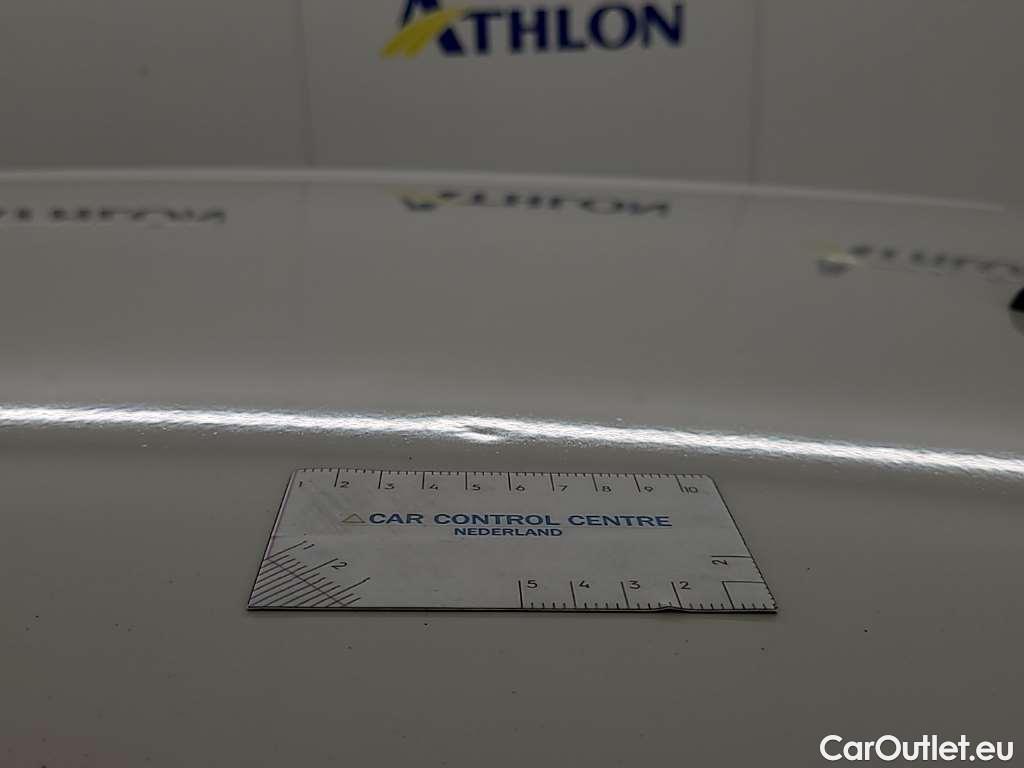 ATHLON
ATHLON
1 2 3 4 5 6 7 8 9 10
CAR CONTROL CENTRE
NEDERLAND
2
2
5 4 3 2
CarOutlet.eu